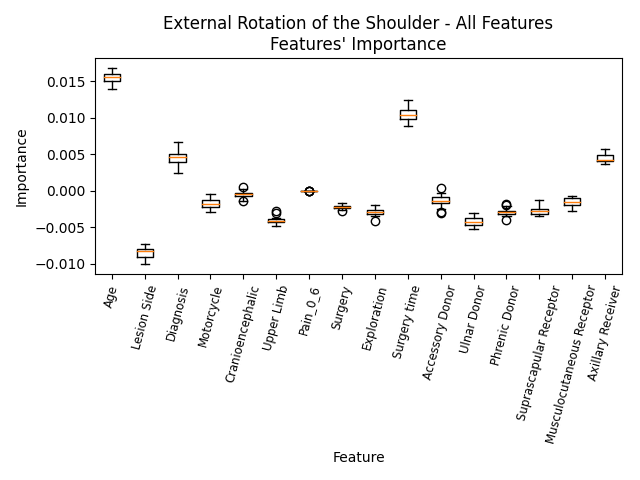 External Rotation of the Shoulder - All Features
Features' Importance
Importance
0.015
0.010
0.005
0.000
−0.005
−0.010
Age
Lesion Side
Diagnosis
Motorcycle
Cranioencephalic
Upper Limb
Pain_0_6
Surgery
Exploration
Surgery time
Accessory Donor
Ulnar Donor
Phrenic Donor
Suprascapular Receptor
Musculocutaneous Receptor
Axillary Receiver
Feature